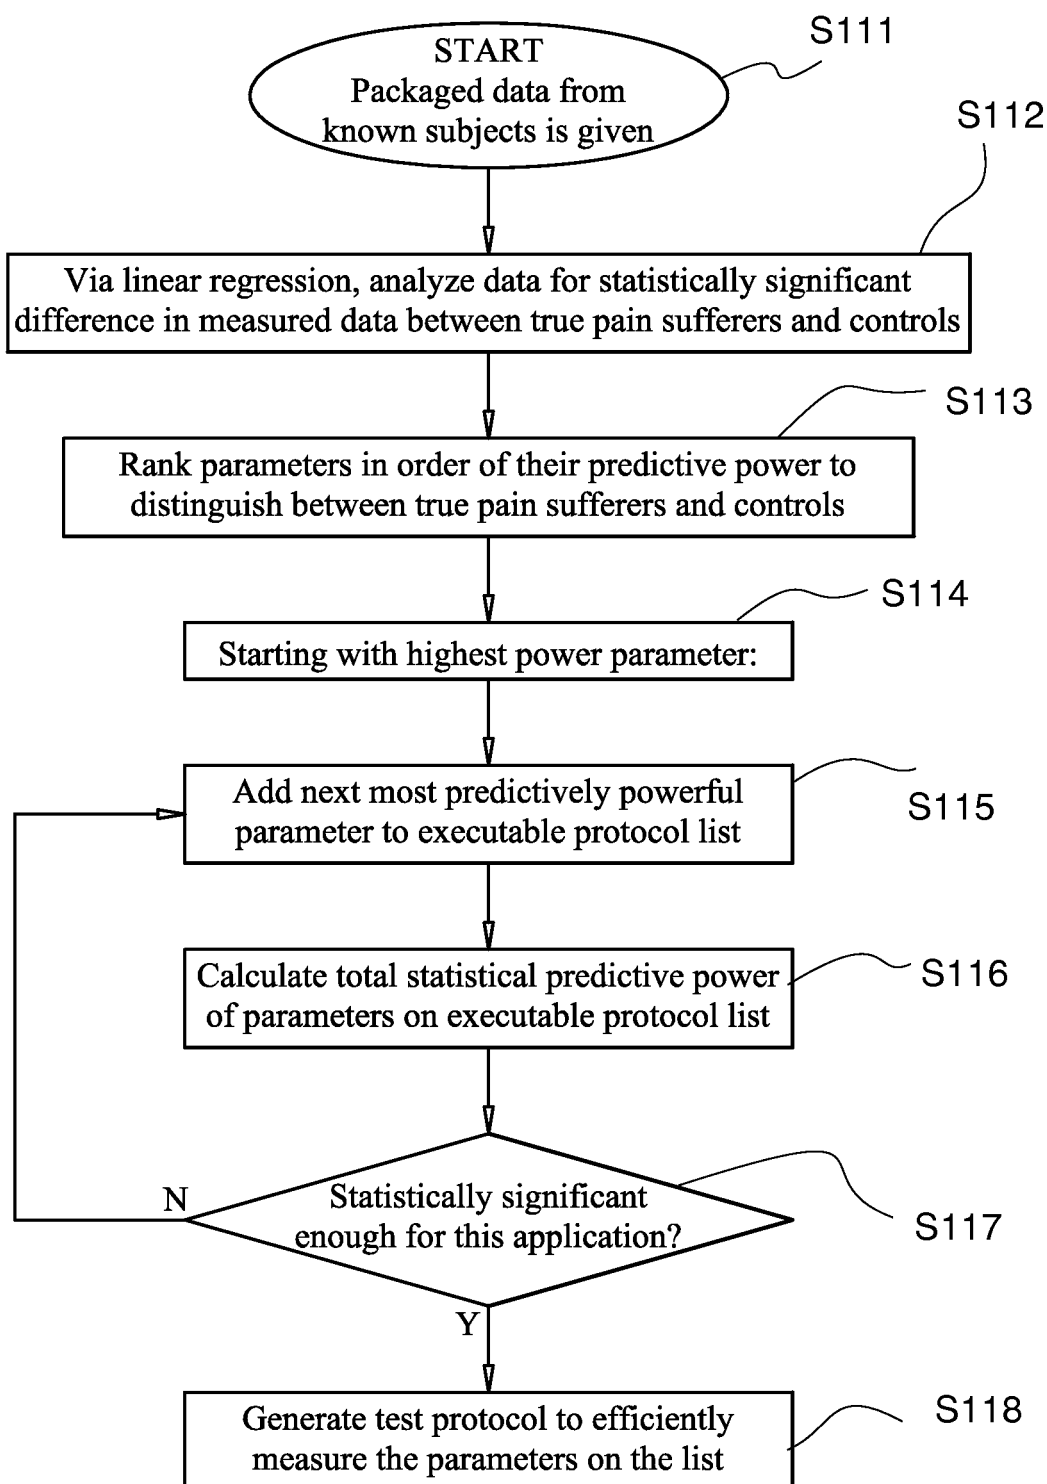 START
Packaged data from
known subjects is given
S111
S112
Via linear regression, analyze data for statistically significant
difference in measured data between true pain sufferers and controls
S113
Rank parameters in order of their predictive power to
distinguish between true pain sufferers and controls
S114
Starting with highest power parameter:
Add next most predictively powerful
parameter to executable protocol list
S115
Calculate total statistical predictive power
of parameters on executable protocol list
S116
N
Statistically significant
enough for this application?
S117
Y
Generate test protocol to efficiently
measure the parameters on the list
S118